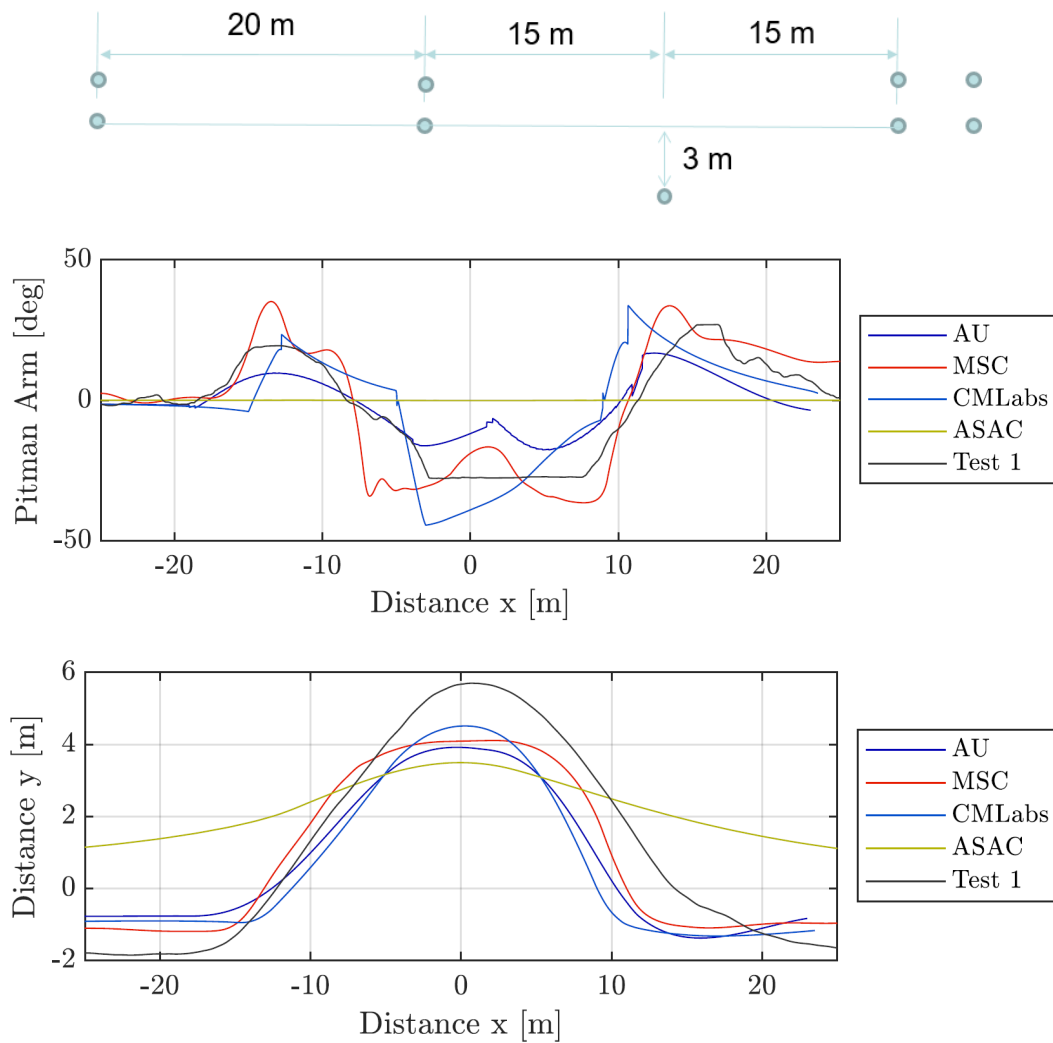 20 m 15 m 15 m
3 m
50
0
-50
Pitman Arm [deg]
-20 -10 0 10 20
Distance x [m]
AU
MSC
CMLabs
ASAC
Test 1
6
4
2
0
-2
Distance y [m]
-20 -10 0 10 20
Distance x [m]
AU
MSC
CMLabs
ASAC
Test 1